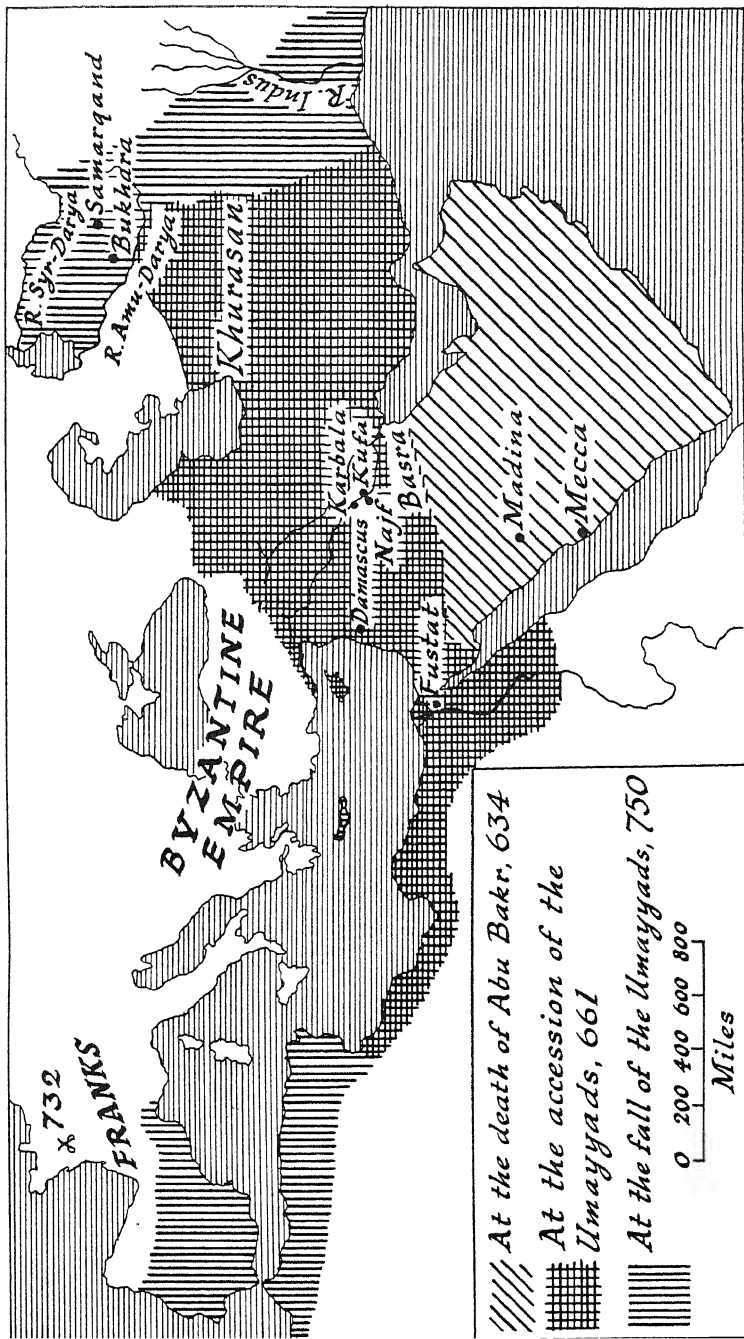 732
FRANKS
BYZANTINE
EMPIRE
R. Syr-Darya
Samarqand
Bukhara
R. Amu-Darya
R. Indus
Khurasan
Karbala
Kufa
Damascus
Najf
Basra
Fustat
Madina
Mecca
At the death of Abu Bakr, 634
At the accession of the
Umayyads, 661
At the fall of the Umayyads, 750
0 200 400 600 800
Miles